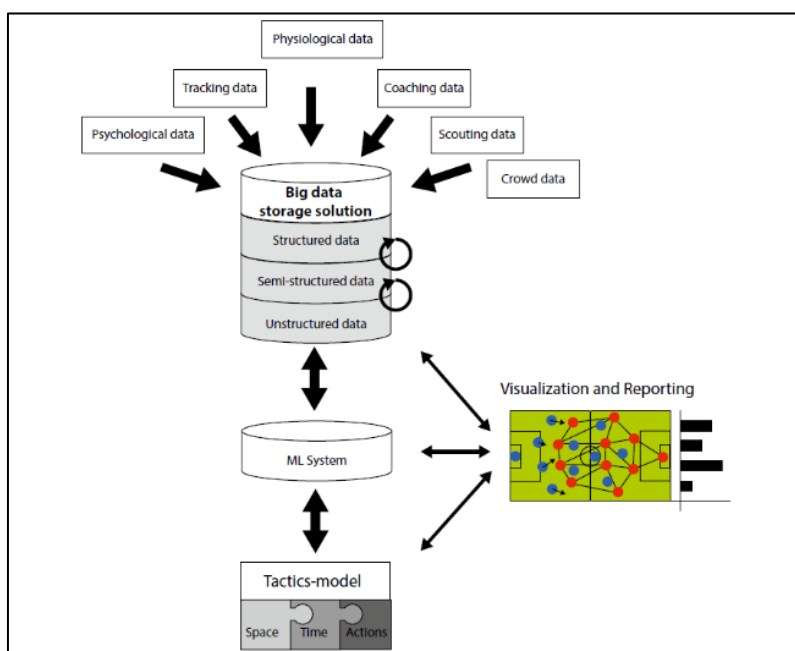 Physiological data
Tracking data
Coaching data
Psychological data
Scouting data
Crowd data
Big data
storage solution
Structured data
Semi-structured data
Unstructured data
Visualization and Reporting
ML System
Tactics-model
Space
Time
Actions